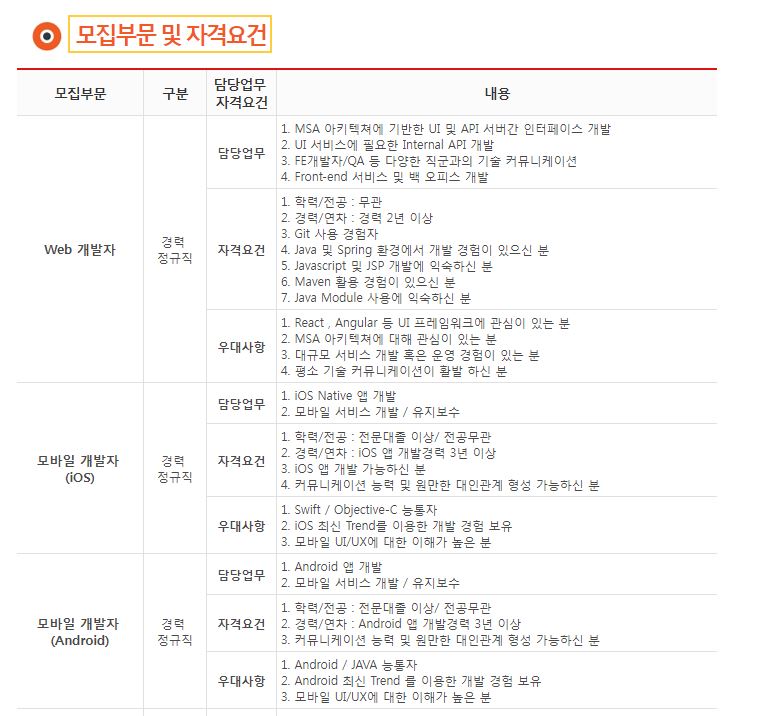 모집부문 및 자격요건
모집부문
구분
담당업무
자격요건
내용
Web 개발자
경력
정규직
담당업무
1. MSA 아키텍쳐에 기반한 UI 및 API 서버간 인터페이스 개발
2. UI 서비스에 필요한 Internal API 개발
3. FE개발자/QA 등 다양한 직군과의 기술 커뮤니케이션
4. Front-end 서비스 및 백 오피스 개발
자격요건
1. 학력/전공 : 무관
2. 경력/연차 : 경력 2년 이상
3. Git 사용 경험자
4. Java 및 Spring 환경에서 개발 경험이 있으신 분
5. Javascript 및 JSP 개발에 익숙하신 분
6. Maven 활용 경험이 있으신 분
7. Java Module 사용에 익숙하신 분
우대사항
1. React , Angular 등 UI 프레임워크에 관심이 있는 분
2. MSA 아키텍쳐에 대해 관심이 있는 분
3. 대규모 서비스 개발 혹은 운영 경험이 있는 분
4. 평소 기술 커뮤니케이션이 활발 하신 분
모바일 개발자
(iOS)
경력
정규직
담당업무
1. iOS Native 앱 개발
2. 모바일 서비스 개발 / 유지보수
자격요건
1. 학력/전공 : 전문대졸 이상/ 전공무관
2. 경력/연차 : iOS 앱 개발경력 3년 이상
3. iOS 앱 개발 가능하신 분
4. 커뮤니케이션 능력 및 원만한 대인관계 형성 가능하신 분
우대사항
1. Swift / Objective-C 능통자
2. iOS 최신 Trend를 이용한 개발 경험 보유
3. 모바일 UI/UX에 대한 이해가 높은 분
모바일 개발자
(Android)
경력
정규직
담당업무
1. Android 앱 개발
2. 모바일 서비스 개발 / 유지보수
자격요건
1. 학력/전공 : 전문대졸 이상/ 전공무관
2. 경력/연차 : Android 앱 개발경력 3년 이상
3. 커뮤니케이션 능력 및 원만한 대인관계 형성 가능하신 분
우대사항
1. Android / JAVA 능통자
2. Android 최신 Trend 를 이용한 개발 경험 보유
3. 모바일 UI/UX에 대한 이해가 높은 분